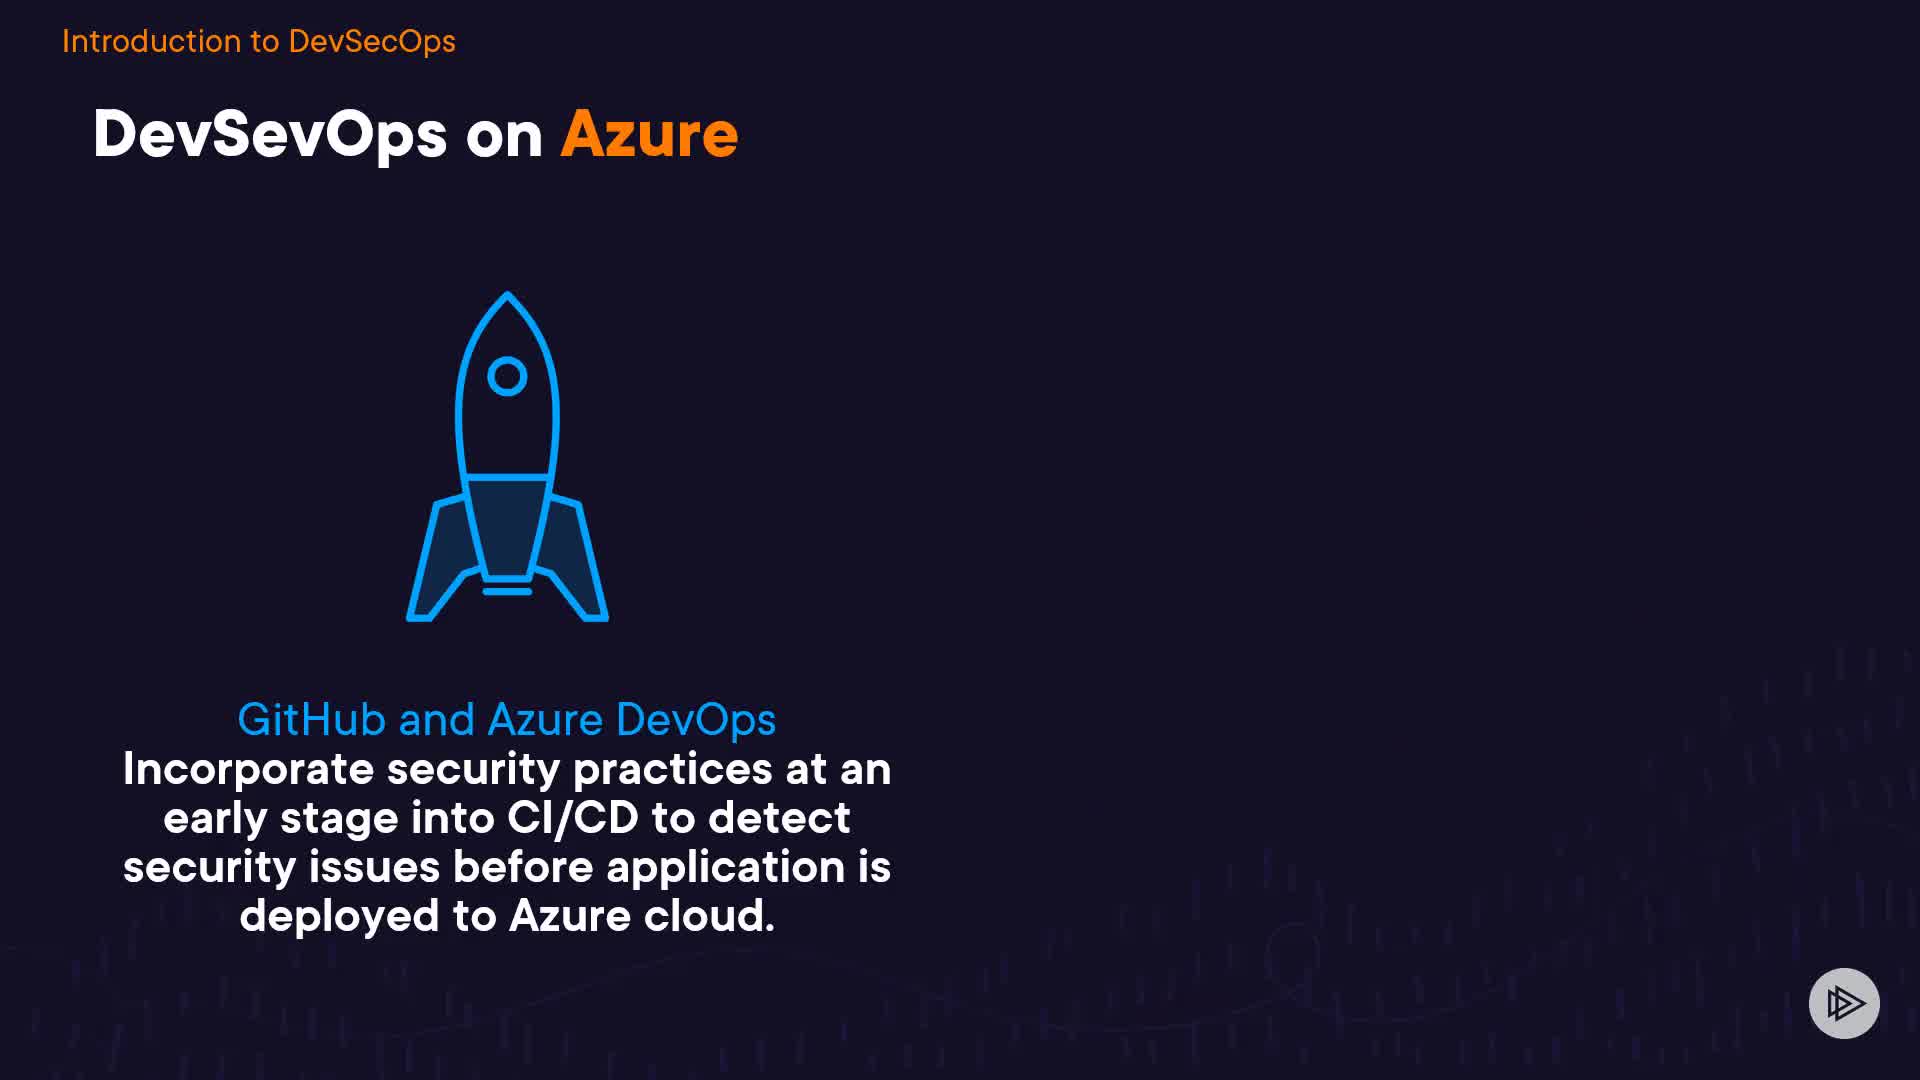 Introduction to DevSecOps
DevSevOps on Azure
GitHub and Azure DevOps
Incorporate security practices at an
early stage into CI/CD to detect
security issues before application is
deployed to Azure cloud.